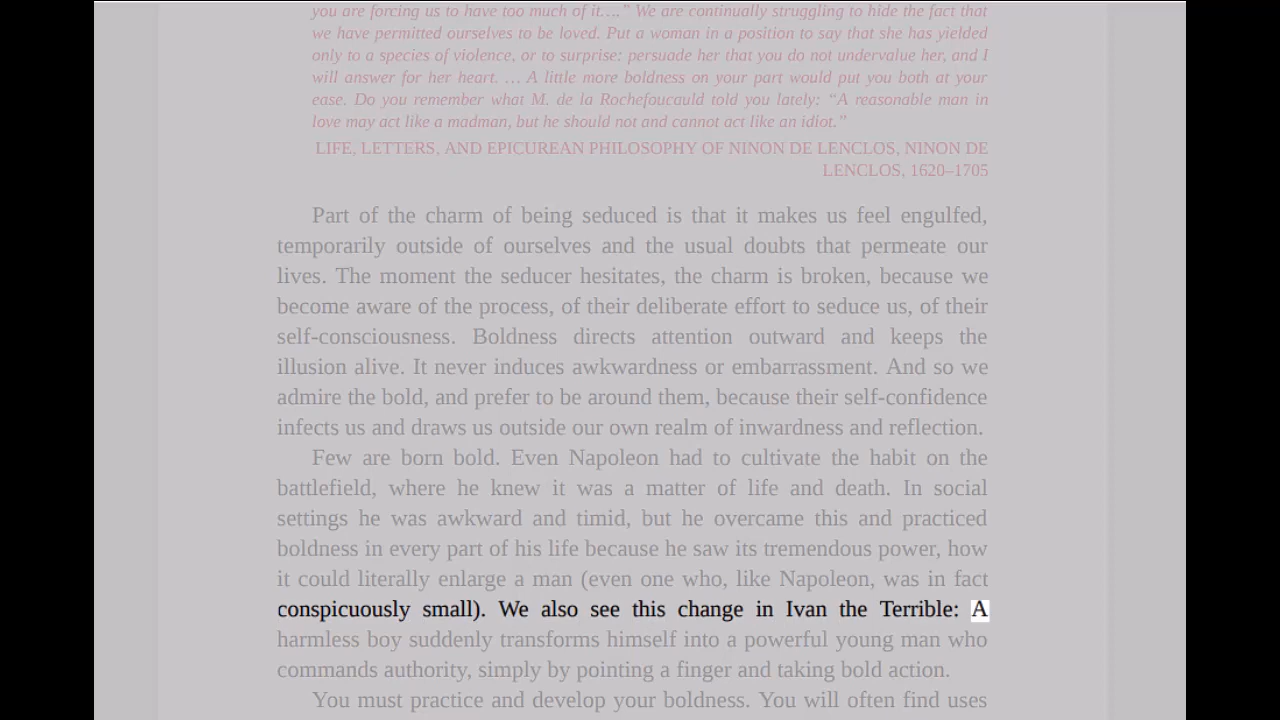 you are forcing us to have too much of it….” We are continually struggling to hide the fact that
we have permitted ourselves to be loved. Put a woman in a position to say that she has yielded
only to a species of violence, or to surprise: persuade her that you do not undervalue her, and I
will answer for her heart. … A little more boldness on your part would put you both at your
ease. Do you remember what M. de la Rochefoucauld told you lately: “A reasonable man in
love may act like a madman, but he should not and cannot act like an idiot.”
LIFE, LETTERS, AND EPICUREAN PHILOSOPHY OF NINON DE LENCLOS, NINON DE
LENCLOS, 1620–1705
Part of the charm of being seduced is that it makes us feel engulfed,
temporarily outside of ourselves and the usual doubts that permeate our
lives. The moment the seducer hesitates, the charm is broken, because we
become aware of the process, of their deliberate effort to seduce us, of their
self-consciousness. Boldness directs attention outward and keeps the
illusion alive. It never induces awkwardness or embarrassment. And so we
admire the bold, and prefer to be around them, because their self-confidence
infects us and draws us outside our own realm of inwardness and reflection.
Few are born bold. Even Napoleon had to cultivate the habit on the
battlefield, where he knew it was a matter of life and death. In social
settings he was awkward and timid, but he overcame this and practiced
boldness in every part of his life because he saw its tremendous power, how
it could literally enlarge a man (even one who, like Napoleon, was in fact
conspicuously small). We also see this change in Ivan the Terrible: A
harmless boy suddenly transforms himself into a powerful young man who
commands authority, simply by pointing a finger and taking bold action.
You must practice and develop your boldness. You will often find uses